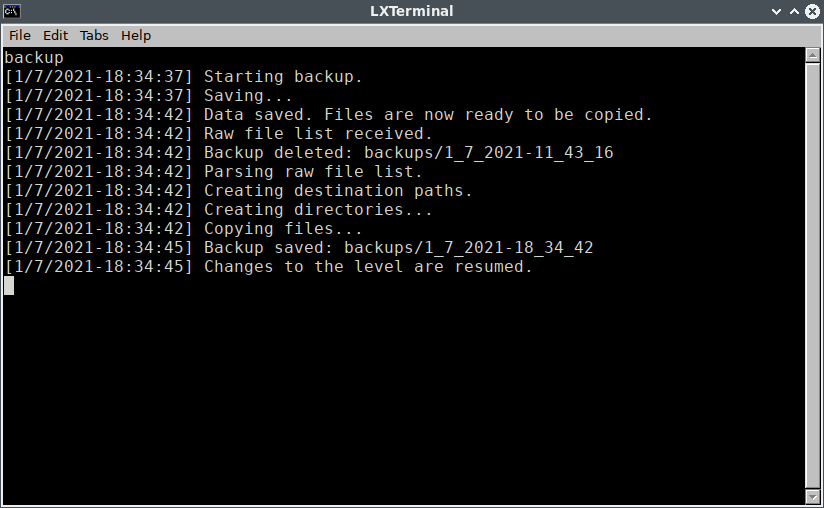 LXTerminal
File Edit Tabs Help
backup
[1/7/2021-18:34:37] Starting backup.
[1/7/2021-18:34:37] Saving...
[1/7/2021-18:34:42] Data saved. Files are now ready to be copied.
[1/7/2021-18:34:42] Raw file list received.
[1/7/2021-18:34:42] Backup deleted: backups/1_7_2021-11_43_16
[1/7/2021-18:34:42] Parsing raw file list.
[1/7/2021-18:34:42] Creating destination paths.
[1/7/2021-18:34:42] Creating directories...
[1/7/2021-18:34:42] Copying files...
[1/7/2021-18:34:45] Backup saved: backups/1_7_2021-18_34_42
[1/7/2021-18:34:45] Changes to the level are resumed.